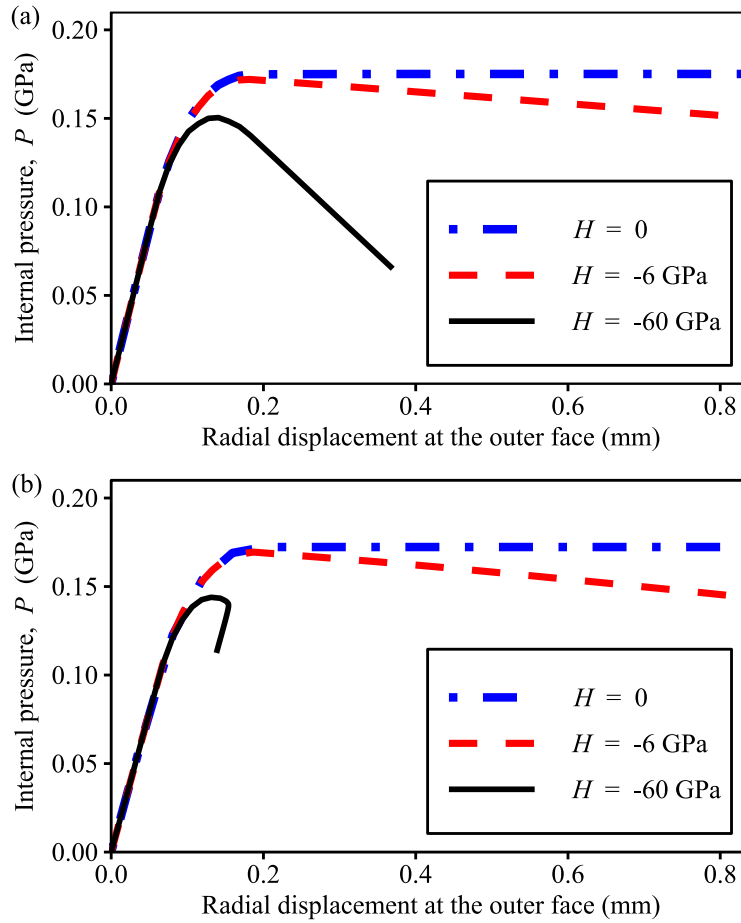 (a)
Internal pressure, P (GPa)
0.20
0.15
0.10
0.05
0.00
0.0 0.2 0.4 0.6 0.8
Radial displacement at the outer face (mm)
H = 0
H = -6 GPa
H = -60 GPa
(b)
Internal pressure, P (GPa)
0.20
0.15
0.10
0.05
0.00
0.0 0.2 0.4 0.6 0.8
Radial displacement at the outer face (mm)
H = 0
H = -6 GPa
H = -60 GPa